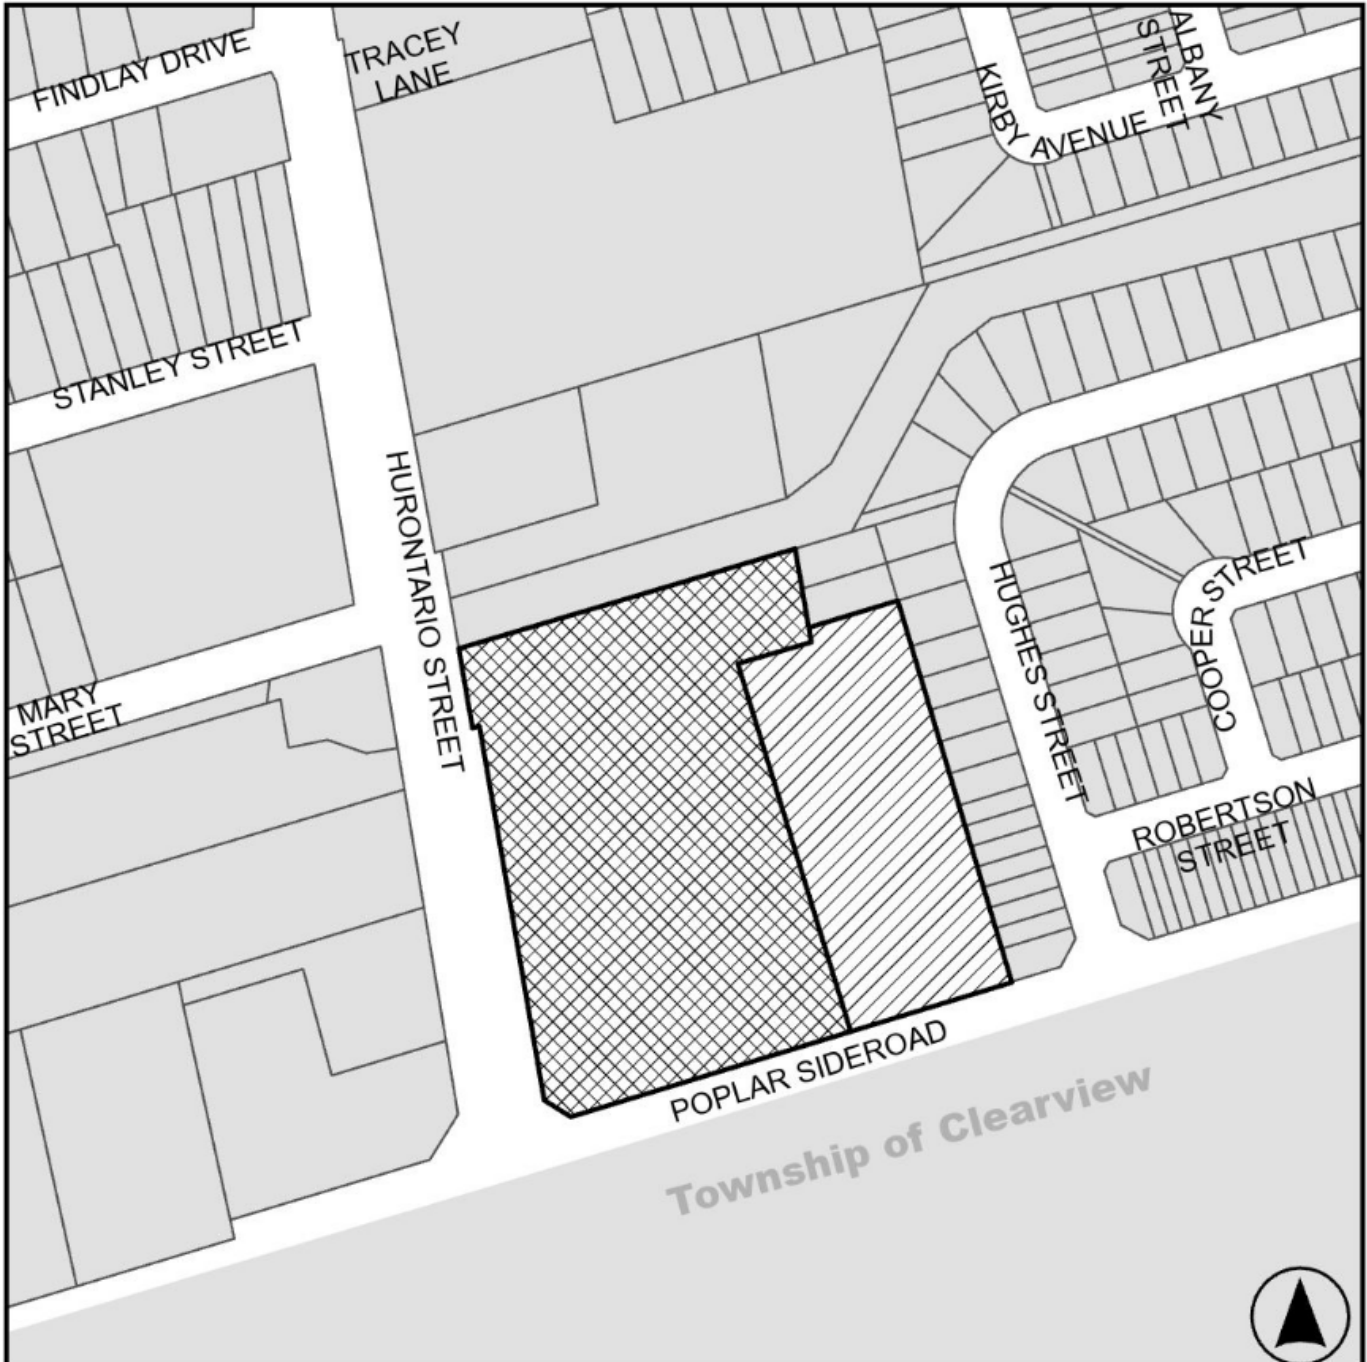 FINDLAY DRIVE
TRACEY
LANE
KIRBY AVENUE
ALBANY
STREET
STANLEY STREET
HURONTARIO STREET
HUGHES STREET
COOPER STREET
MARY
STREET
ROBERTSON
STREET
POPLAR SIDEROAD
Township of Clearview